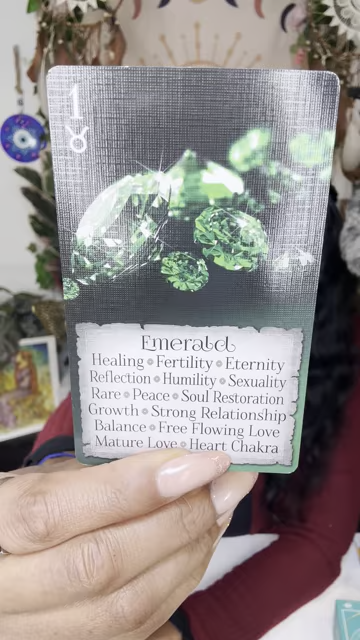 1
♉
Emerald
Healing • Fertility • Eternity
Reflection • Humility • Sexuality
Rare • Peace • Soul Restoration
Growth • Strong Relationship
Balance • Free Flowing Love
Mature Love • Heart Chakra